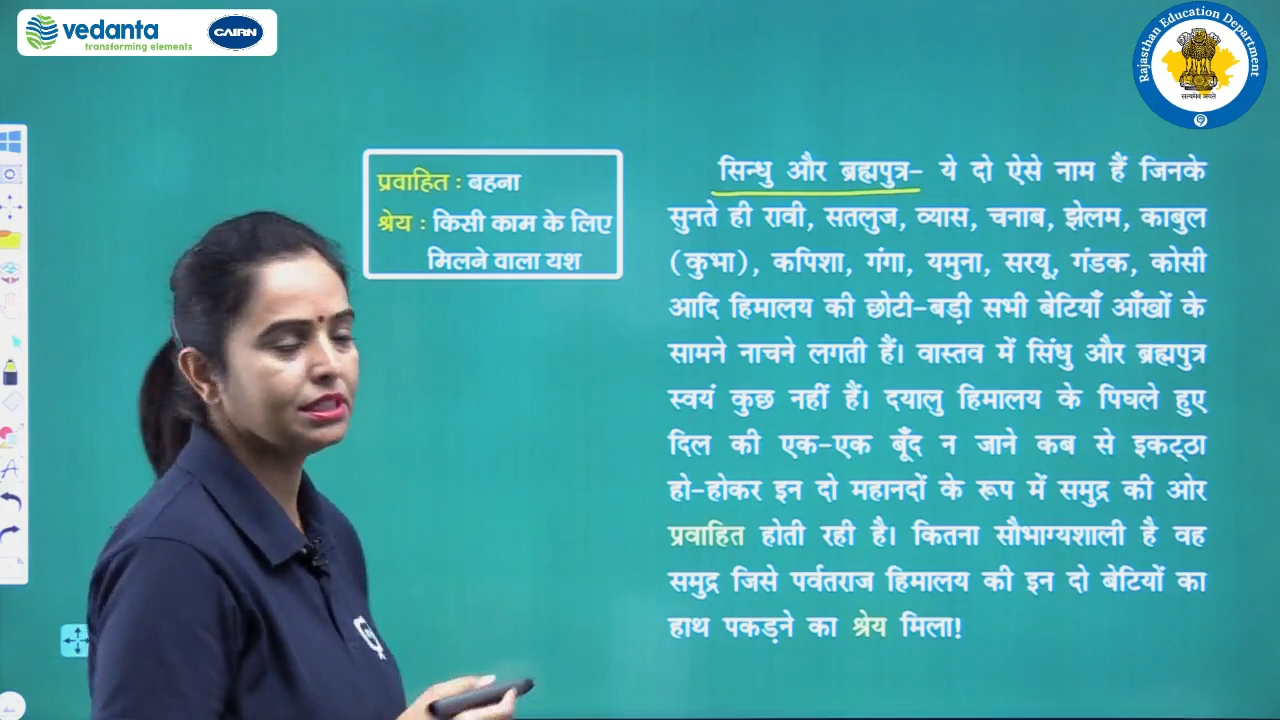 vedanta
transforming elements
CAIRN
Rajasthan Education Department
सत्यमेव जयते
प्रवाहित : बहना
श्रेय : किसी काम के लिए
मिलने वाला यश
सिन्धु और ब्रह्मपुत्र- ये दो ऐसे नाम हैं जिनके
सुनते ही रावी, सतलुज, व्यास, चनाब, झेलम, काबुल
(कुभा), कपिशा, गंगा, यमुना, सरयू, गंडक, कोसी
आदि हिमालय की छोटी-बड़ी सभी बेटियाँ आँखों के
सामने नाचने लगती हैं। वास्तव में सिंधु और ब्रह्मपुत्र
स्वयं कुछ नहीं हैं। दयालु हिमालय के पिघले हुए
दिल की एक-एक बूँद न जाने कब से इकट्ठा
हो-होकर इन दो महानदों के रूप में समुद्र की ओर
प्रवाहित होती रही है। कितना सौभाग्यशाली है वह
समुद्र जिसे पर्वतराज हिमालय की इन दो बेटियों का
हाथ पकड़ने का श्रेय मिला!